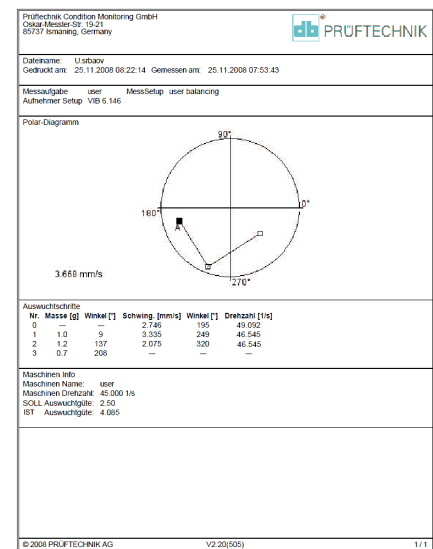 Prüftechnik Condition Monitoring GmbH
Oskar-Messter-Str. 19-21
85737 Ismaning, Germany
db PRÜFTECHNIK
Dateiname: U.srbaov
Gedruckt am: 25.11.2008 08:22:14 Gemessen am: 25.11.2008 07:53:43
Messaufgabe user MessSetup user balancing
Aufnehmer Setup VIB 6.146
Polar-Diagramm
90°
180°
0°
A
270°
3.668 mm/s
Auswuchtschritte
Nr. Masse [g] Winkel [°] Schwing. [mm/s] Winkel [°] Drehzahl [1/s]
0 --- --- 2.746 195 49.092
1 1.0 9 3.335 249 46.545
2 1.2 137 2.075 320 46.545
3 0.7 208 --- --- ---
Maschinen Info
Maschinen Name: user
Maschinen Drehzahl: 45.000 1/s
SOLL Auswuchtgüte: 2.50
IST Auswuchtgüte: 4.085
© 2008 PRÜFTECHNIK AG V2.20(505) 1/1